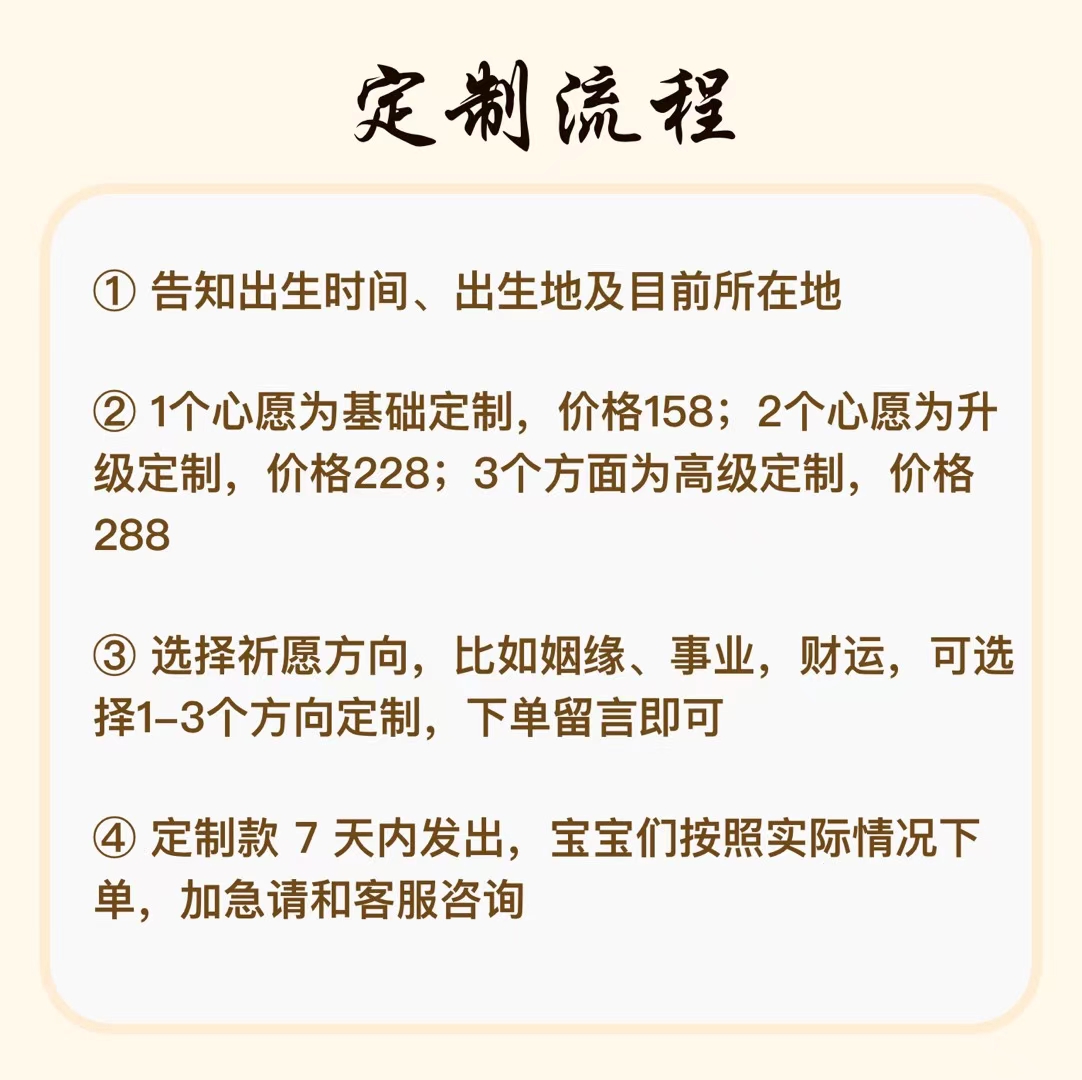 定制流程
① 告知出生时间、出生地及目前所在地
② 1个心愿为基础定制，价格158；2个心愿为升
级定制，价格228；3个方面为高级定制，价格
288
③ 选择祈愿方向，比如姻缘、事业，财运，可选
择1-3个方向定制，下单留言即可
④ 定制款 7 天内发出，宝宝们按照实际情况下
单，加急请和客服咨询